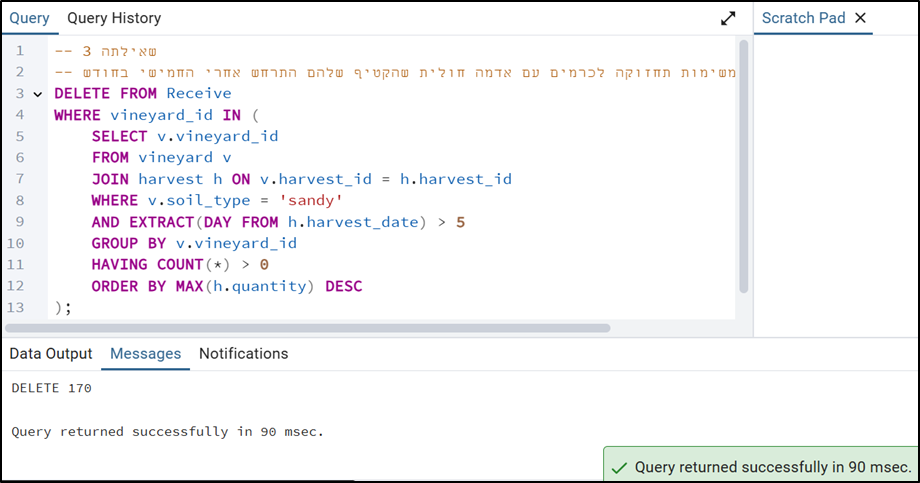 Query Query History
Scratch Pad ✕
1 -- שאילתה 3
2 -- משימות תחזוקה לכרמים עם אדמה חולית שהקטיף שלהם התרחש אחרי החמישי בחודש
3 DELETE FROM Receive
4 WHERE vineyard_id IN (
5 SELECT v.vineyard_id
6 FROM vineyard v
7 JOIN harvest h ON v.harvest_id = h.harvest_id
8 WHERE v.soil_type = 'sandy'
9 AND EXTRACT(DAY FROM h.harvest_date) > 5
10 GROUP BY v.vineyard_id
11 HAVING COUNT(*) > 0
12 ORDER BY MAX(h.quantity) DESC
13 );
Data Output Messages Notifications
DELETE 170
Query returned successfully in 90 msec.
Query returned successfully in 90 msec.